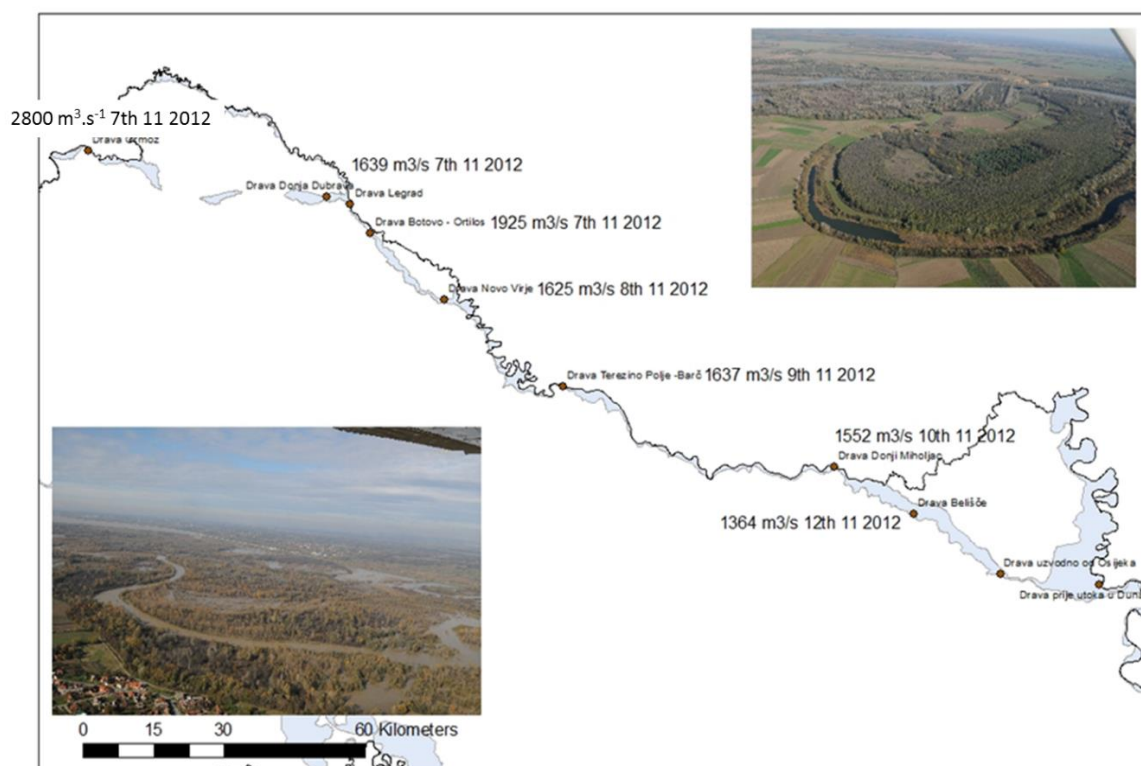 2800 m³.s⁻¹ 7th 11 2012
Drava Ormož
1639 m3/s 7th 11 2012
Drava Donja Dubrava
Drava Legrad
Drava Botovo - Ortilos 1925 m3/s 7th 11 2012
Drava Novo Virje 1625 m3/s 8th 11 2012
Drava Terezino Polje -Barč 1637 m3/s 9th 11 2012
1552 m3/s 10th 11 2012
Drava Donji Miholjac
Drava Belišće
1364 m3/s 12th 11 2012
Drava uzvodno od Osijeka
Drava prije utoka u
0 15 30 60 Kilometers